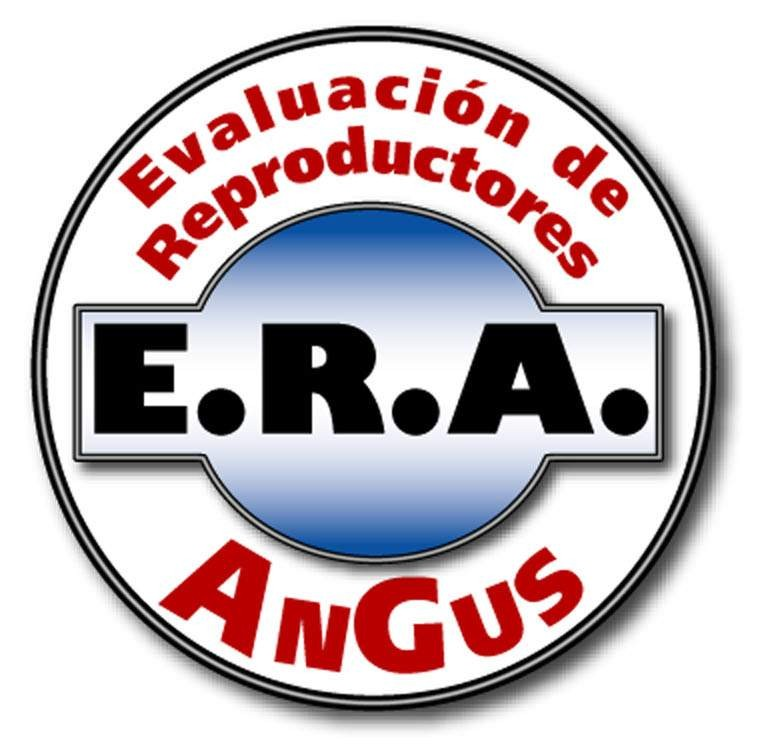 Evaluación de
Reproductores
E.R.A.
AnGus